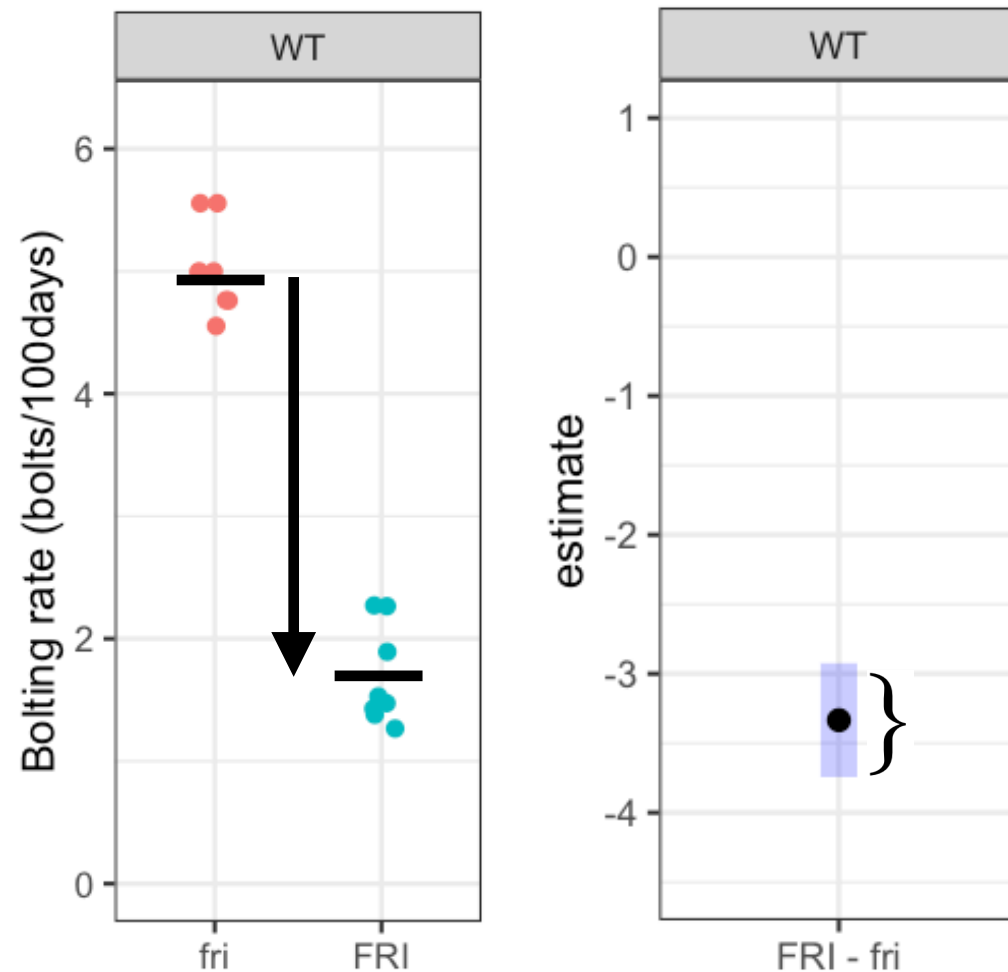 WT
Bolting rate (bolts/100days)
6
4
2
0
fri
FRI
WT
estimate
1
0
-1
-2
-3
-4
}
FRI - fri